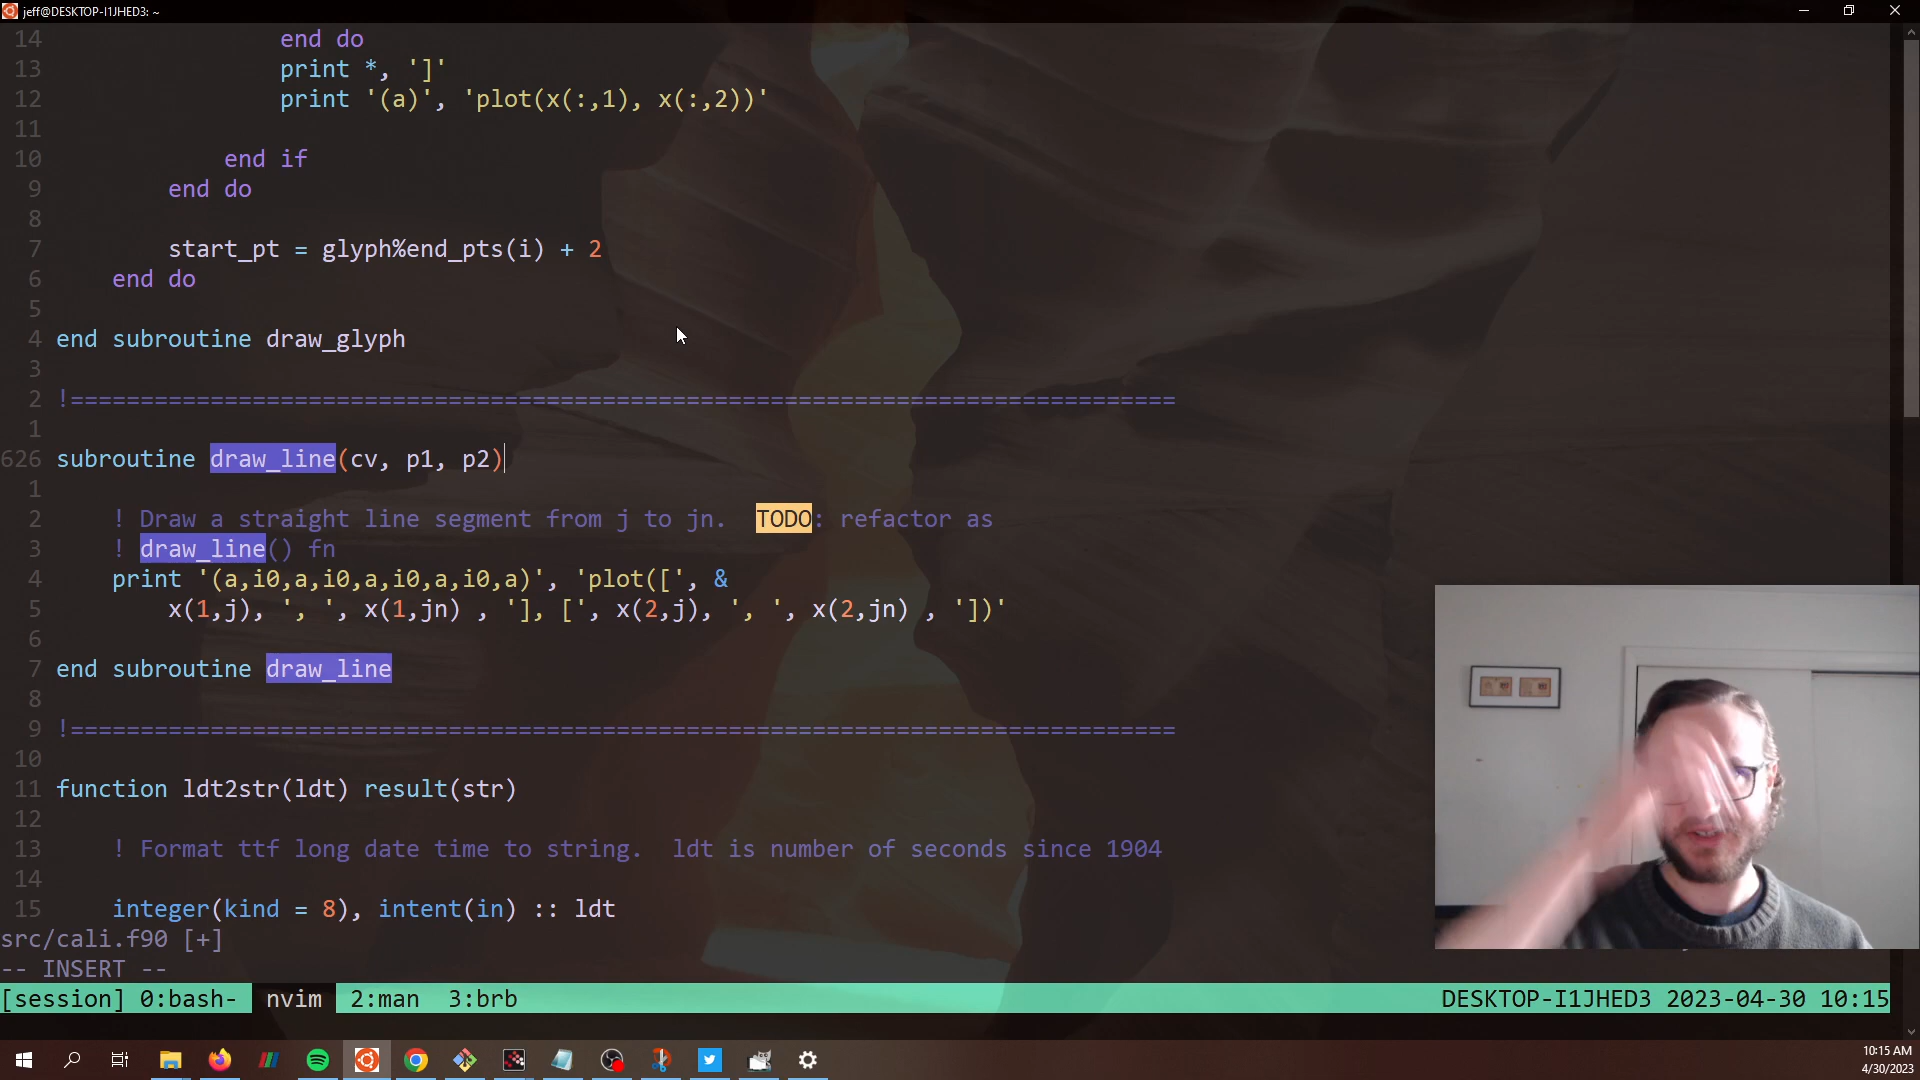 jeff@DESKTOP-I1JHED3: ~
14 end do
13 print *, ']'
12 print '(a)', 'plot(x(:,1), x(:,2))'
11
10 end if
9 end do
8
7 start_pt = glyph%end_pts(i) + 2
6 end do
5
4 end subroutine draw_glyph
3
2 !===============================================================================
1
626 subroutine draw_line(cv, p1, p2)
1
2 ! Draw a straight line segment from j to jn.  TODO: refactor as
3 ! draw_line() fn
4 print '(a,i0,a,i0,a,i0,a,i0,a)', 'plot([', &
5 x(1,j), ', ', x(1,jn) , '], [', x(2,j), ', ', x(2,jn) , '])'
6
7 end subroutine draw_line
8
9 !===============================================================================
10
11 function ldt2str(ldt) result(str)
12
13 ! Format ttf long date time to string.  ldt is number of seconds since 1904
14
15 integer(kind = 8), intent(in) :: ldt
src/cali.f90 [+]
-- INSERT --
[session] 0:bash- nvim 2:man 3:brb DESKTOP-I1JHED3 2023-04-30 10:15
10:15 AM
4/30/2023